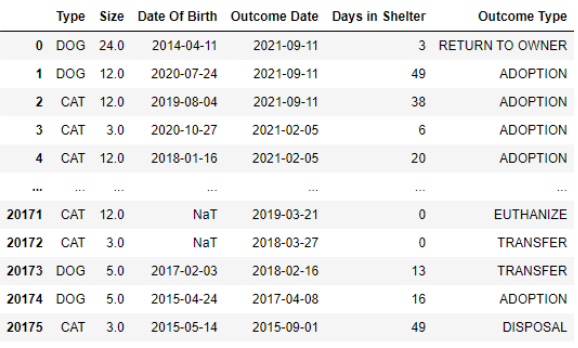 Type Size Date Of Birth Outcome Date Days in Shelter Outcome Type
0 DOG 24.0 2014-04-11 2021-09-11 3 RETURN TO OWNER
1 DOG 12.0 2020-07-24 2021-09-11 49 ADOPTION
2 CAT 12.0 2019-08-04 2021-09-11 38 ADOPTION
3 CAT 3.0 2020-10-27 2021-02-05 6 ADOPTION
4 CAT 12.0 2018-01-16 2021-02-05 20 ADOPTION
... ... ... ... ... ... ...
20171 CAT 12.0 NaT 2019-03-21 0 EUTHANIZE
20172 CAT 3.0 NaT 2018-03-27 0 TRANSFER
20173 DOG 5.0 2017-02-03 2018-02-16 13 TRANSFER
20174 DOG 5.0 2015-04-24 2017-04-08 16 ADOPTION
20175 CAT 3.0 2015-05-14 2015-09-01 49 DISPOSAL